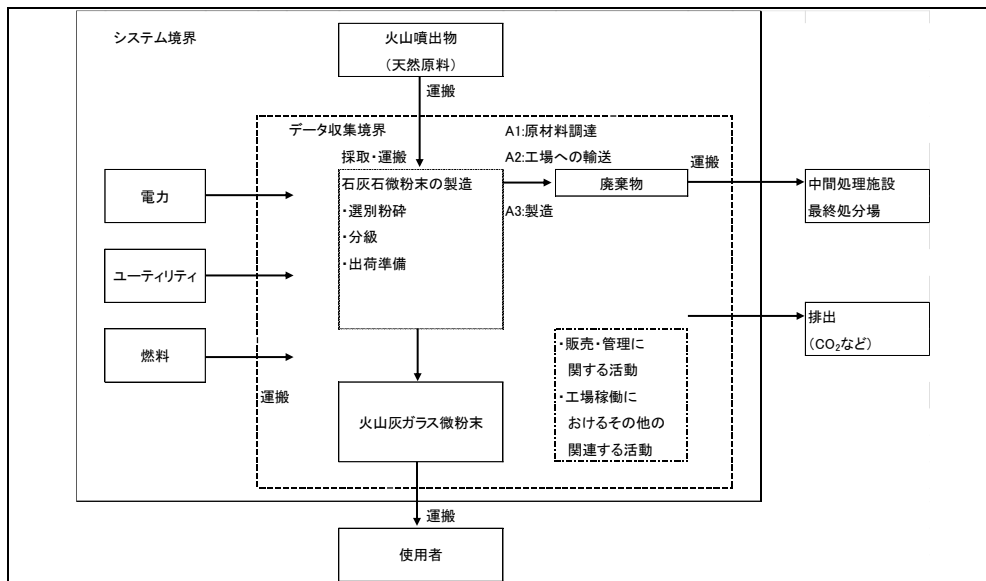 システム境界
火山噴出物
（天然原料）
運搬
データ収集境界
A1:原材料調達
採取・運搬
A2:工場への輸送
運搬
電力
石灰石微粉末の製造
・選別粉砕
・分級
・出荷準備
廃棄物
A3:製造
中間処理施設
最終処分場
ユーティリティ
燃料
運搬
・販売・管理に
関する活動
・工場稼働に
おけるその他の
関連する活動
排出
(CO₂など)
火山灰ガラス微粉末
運搬
使用者